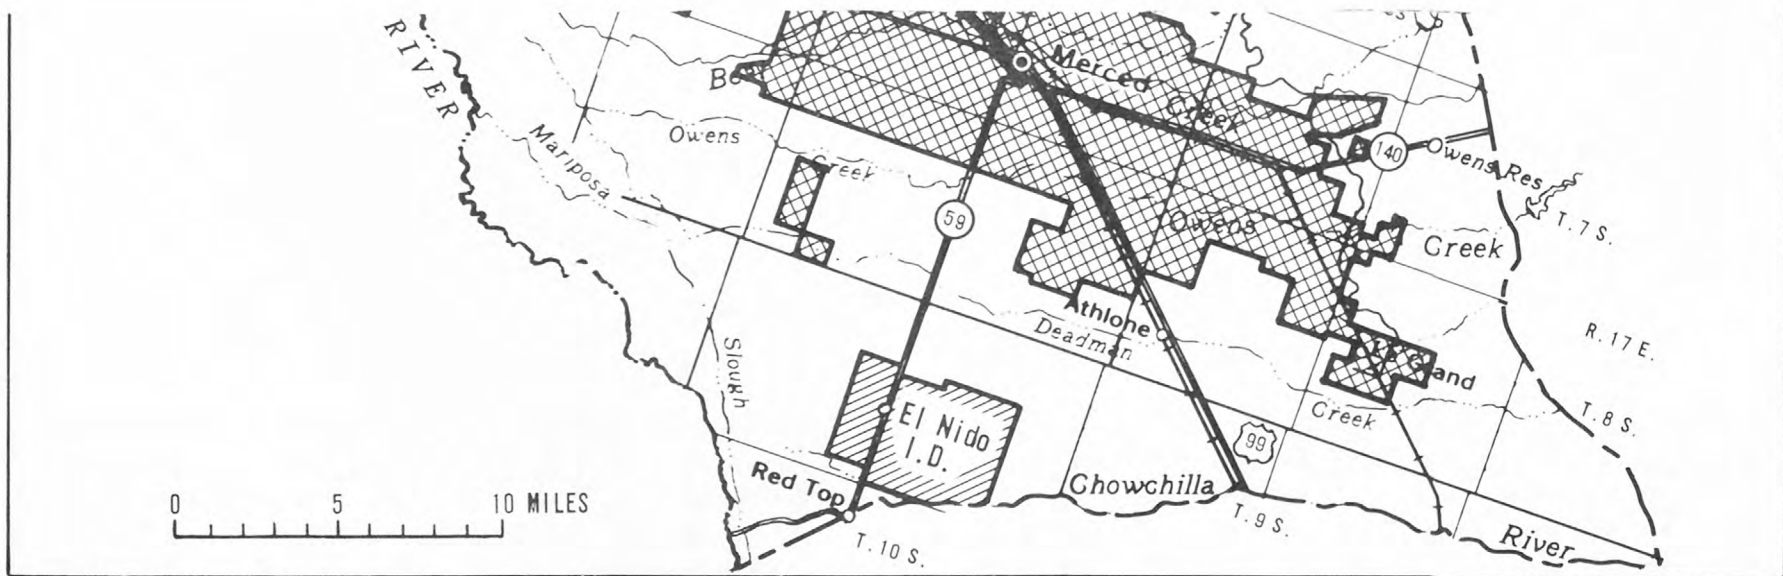 RIVER
Merced
Creek
Owens
Mariposa
Creek
140
Owens Res
T. 7 S.
59
Owens
Creek
Athlone
Deadman
R. 17 E.
Slough
Grand
El Nido
I.D.
Creek
T. 8 S.
99
Red Top
Chowchilla
0 5 10 MILES
T. 9 S.
River
T. 10 S.